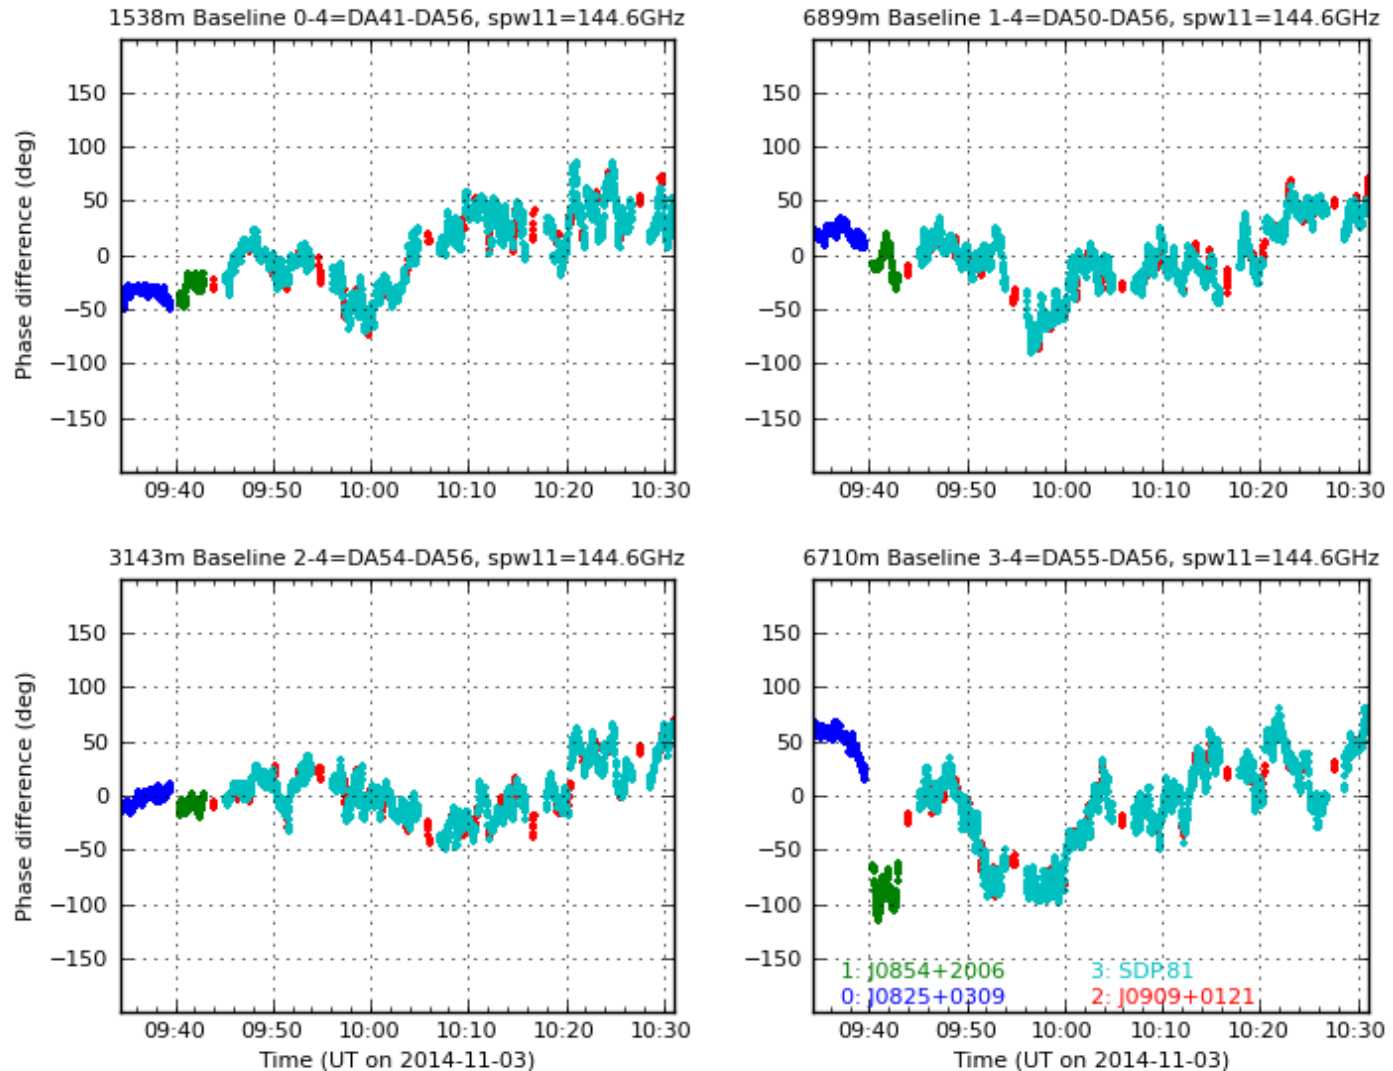 1538m Baseline 0-4=DA41-DA56, spw11=144.6GHz
6899m Baseline 1-4=DA50-DA56, spw11=144.6GHz
Phase difference (deg)
150
100
50
0
−50
−100
−150
09:40 09:50 10:00 10:10 10:20 10:30
150
100
50
0
−50
−100
−150
09:40 09:50 10:00 10:10 10:20 10:30
3143m Baseline 2-4=DA54-DA56, spw11=144.6GHz
6710m Baseline 3-4=DA55-DA56, spw11=144.6GHz
Phase difference (deg)
150
100
50
0
−50
−100
−150
09:40 09:50 10:00 10:10 10:20 10:30
Time (UT on 2014-11-03)
150
100
50
0
−50
−100
−150
1: J0854+2006 3: SDP.81
0: J0825+0309 2: J0909+0121
09:40 09:50 10:00 10:10 10:20 10:30
Time (UT on 2014-11-03)